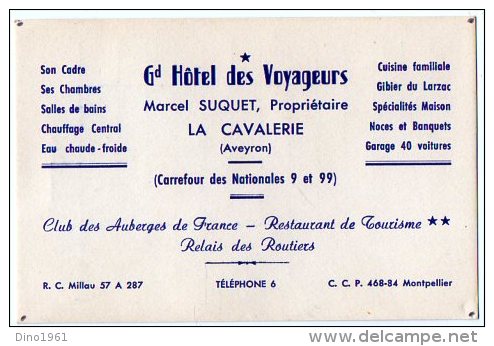 ★
Gd Hôtel des Voyageurs
Marcel SUQUET, Propriétaire
LA CAVALERIE
(Aveyron)
(Carrefour des Nationales 9 et 99)
Son Cadre
Ses Chambres
Salles de bains
Chauffage Central
Eau chaude-froide
Cuisine familiale
Gibier du Larzac
Spécialités Maison
Noces et Banquets
Garage 40 voitures
Club des Auberges de France — Restaurant de Tourisme ★★
Relais des Routiers
R. C. Millau 57 A 287
TÉLÉPHONE 6
C. C. P. 468-84 Montpellier
Dino1961
delcampe.net